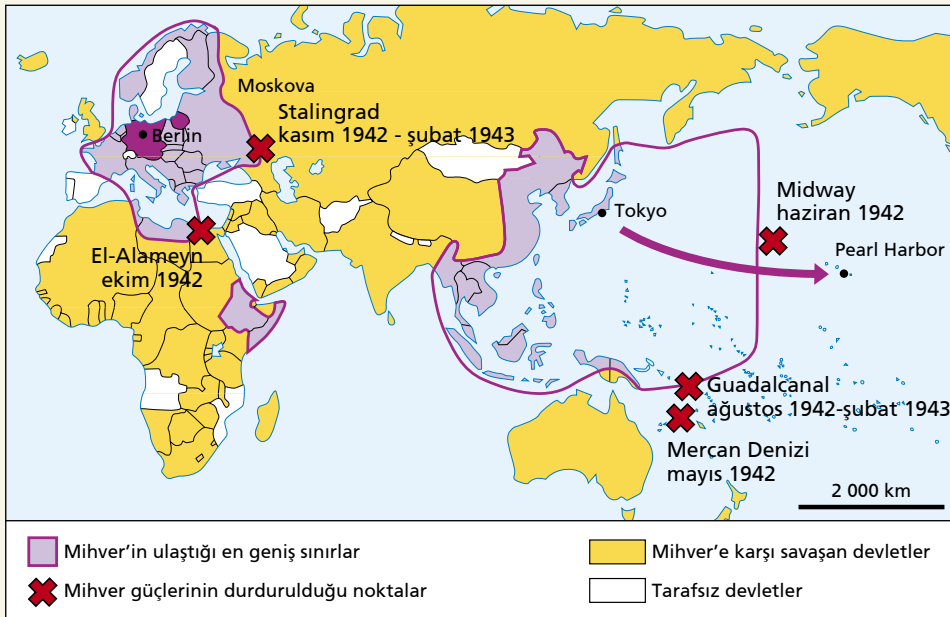 Moskova
Stalingrad
kasım 1942 - şubat 1943
Berlin
El-Alameyn
ekim 1942
Tokyo
Midway
haziran 1942
Pearl Harbor
Guadalcanal
ağustos 1942-şubat 1943
Mercan Denizi
mayıs 1942
2 000 km
Mihver’in ulaştığı en geniş sınırlar
Mihver’e karşı savaşan devletler
Mihver güçlerinin durdurulduğu noktalar
Tarafsız devletler